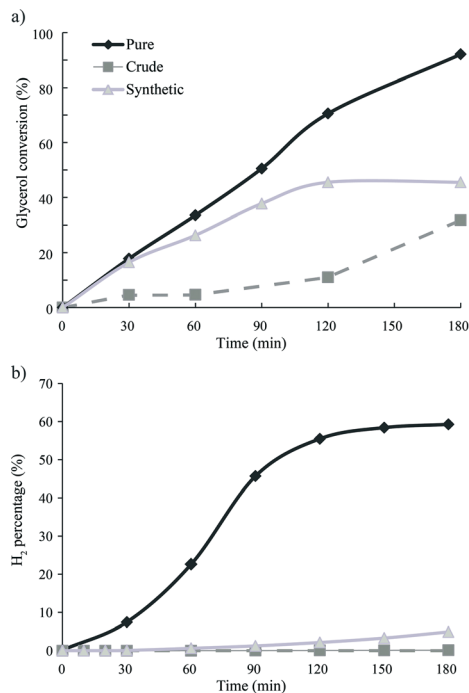 a)
100
80
60
40
20
0
Glycerol conversion (%)
Pure
Crude
Synthetic
0 30 60 90 120 150 180
Time (min)
b)
70
60
50
40
30
20
10
0
H₂ percentage (%)
0 30 60 90 120 150 180
Time (min)